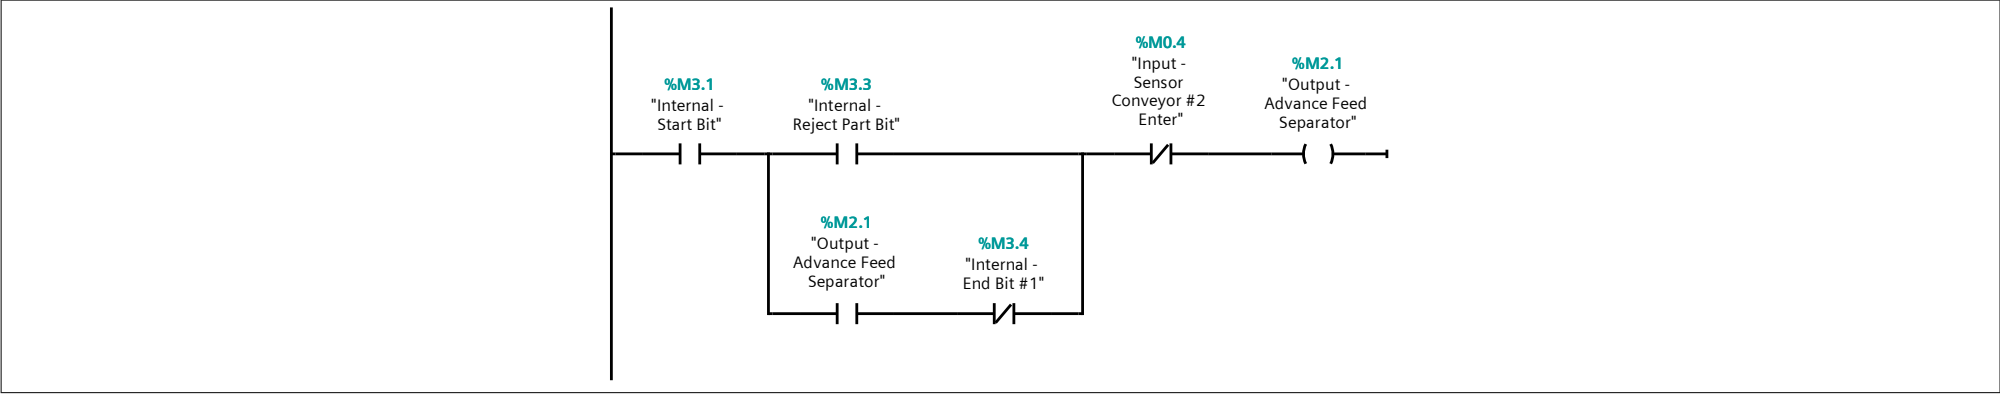 %M3.1
"Internal -
Start Bit"
%M3.3
"Internal -
Reject Part Bit"
%M0.4
"Input -
Sensor
Conveyor #2
Enter"
%M2.1
"Output -
Advance Feed
Separator"
%M2.1
"Output -
Advance Feed
Separator"
%M3.4
"Internal -
End Bit #1"